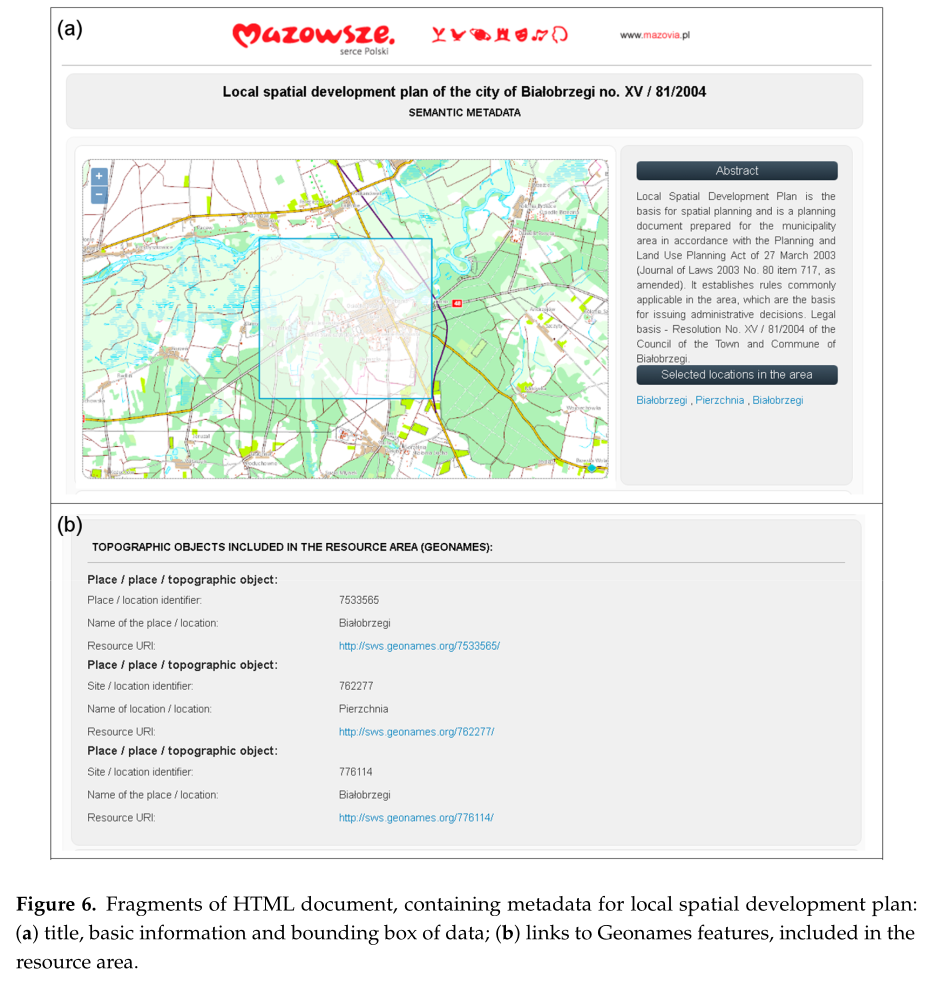 (a)
Mazowsze.
serce Polski
www.mazovia.pl
Local spatial development plan of the city of Bialobrzegi no. XV / 81/2004
SEMANTIC METADATA
+
−
48
Abstract
Local Spatial Development Plan is the
basis for spatial planning and is a planning
document prepared for the municipality
area in accordance with the Planning and
Land Use Planning Act of 27 March 2003
(Journal of Laws 2003 No. 80 item 717, as
amended). It establishes rules commonly
applicable in the area, which are the basis
for issuing administrative decisions. Legal
basis - Resolution No. XV / 81/2004 of the
Council of the Town and Commune of
Białobrzegi.
Selected locations in the area
Białobrzegi , Pierzchnia , Białobrzegi
(b)
TOPOGRAPHIC OBJECTS INCLUDED IN THE RESOURCE AREA (GEONAMES):
Place / place / topographic object:
Place / location identifier: 7533565
Name of the place / location: Białobrzegi
Resource URI: http://sws.geonames.org/7533565/
Place / place / topographic object:
Site / location identifier: 762277
Name of location / location: Pierzchnia
Resource URI: http://sws.geonames.org/762277/
Place / place / topographic object:
Site / location identifier: 776114
Name of the place / location: Białobrzegi
Resource URI: http://sws.geonames.org/776114/
Figure 6. Fragments of HTML document, containing metadata for local spatial development plan:
(a) title, basic information and bounding box of data; (b) links to Geonames features, included in the
resource area.